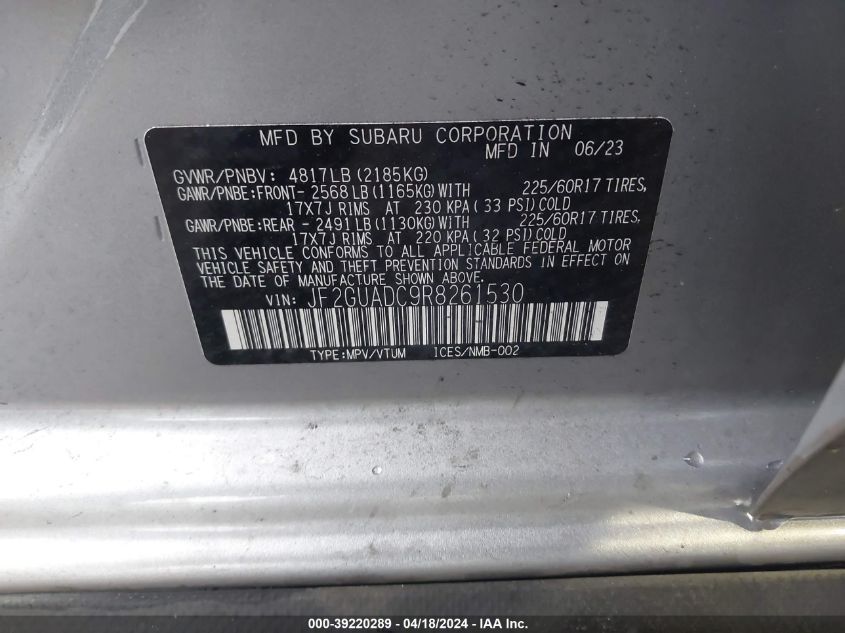 MFD BY SUBARU CORPORATION
MFD IN 06/23
GVWR/PNBV: 4817LB (2185KG)
GAWR/PNBE:FRONT- 2568 LB (1165KG) WITH 225/60R17 TIRES,
17X7J RIMS AT 230 KPA ( 33 PSI) COLD
GAWR/PNBE:REAR - 2491 LB (1130KG) WITH 225/60R17 TIRES,
17X7J RIMS AT 220 KPA ( 32 PSI) COLD
THIS VEHICLE CONFORMS TO ALL APPLICABLE FEDERAL MOTOR
VEHICLE SAFETY AND THEFT PREVENTION STANDARDS IN EFFECT ON
THE DATE OF MANUFACTURE SHOWN ABOVE.
VIN: JF2GUADC9R8261530
TYPE:MPV/VTUM ICES/NMB-002
000-39220289 - 04/18/2024 - IAA Inc.